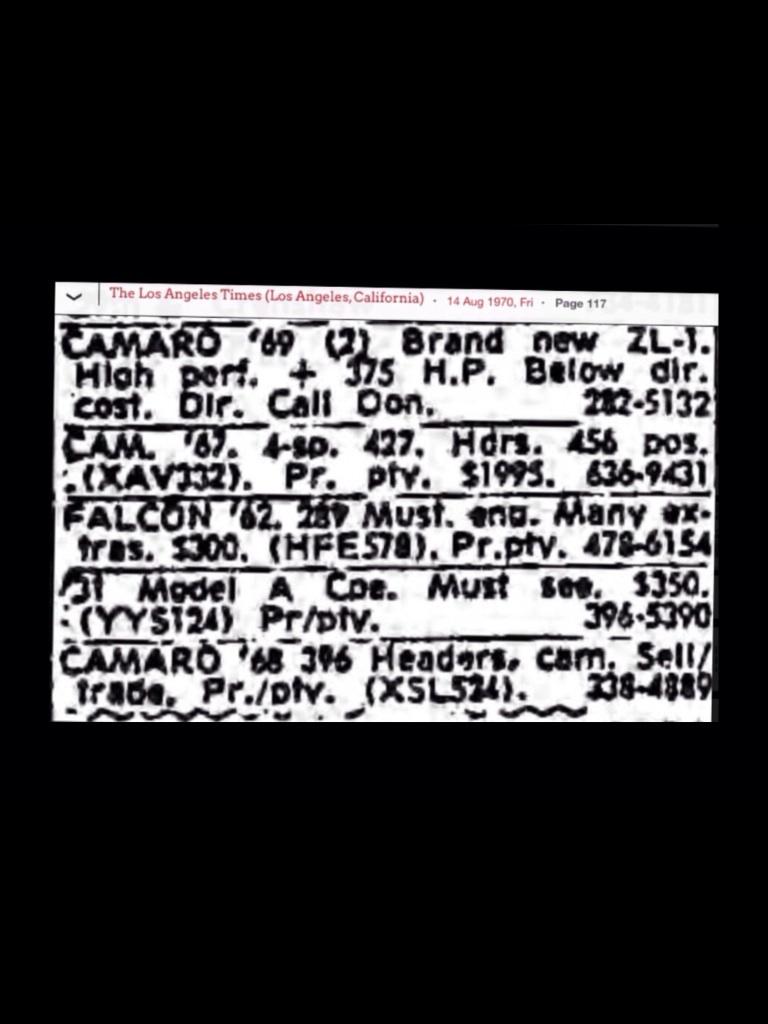 The Los Angeles Times (Los Angeles, California) · 14 Aug 1970, Fri · Page 117
CAMARO '69 (2) Brand new ZL-1.
High perf. + 375 H.P. Below dlr.
cost. Dlr. Call Don. 282-5132
CAM. '67. 4-sp. 427. Hdrs. 456 pos.
(XAV332). Pr. pty. $1995. 636-9431
FALCON '62. 289 Must. eng. Many ex-
tras. $300. (HFE578). Pr.pty. 478-6154
'31 Model A Cpe. Must see. $350.
(YYS124) Pr/pty. 396-5390
CAMARO '68 396 Headers, cam. Sell/
trade. Pr./pty. (XSL524). 338-4889